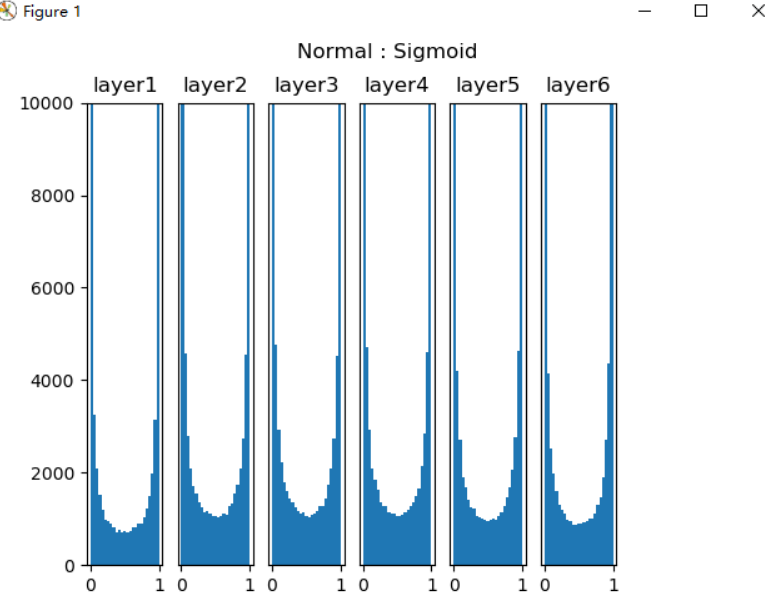 Figure 1
Normal : Sigmoid
layer1 layer2 layer3 layer4 layer5 layer6
10000
8000
6000
4000
2000
0
0 1 0 1 0 1 0 1 0 1 0 1